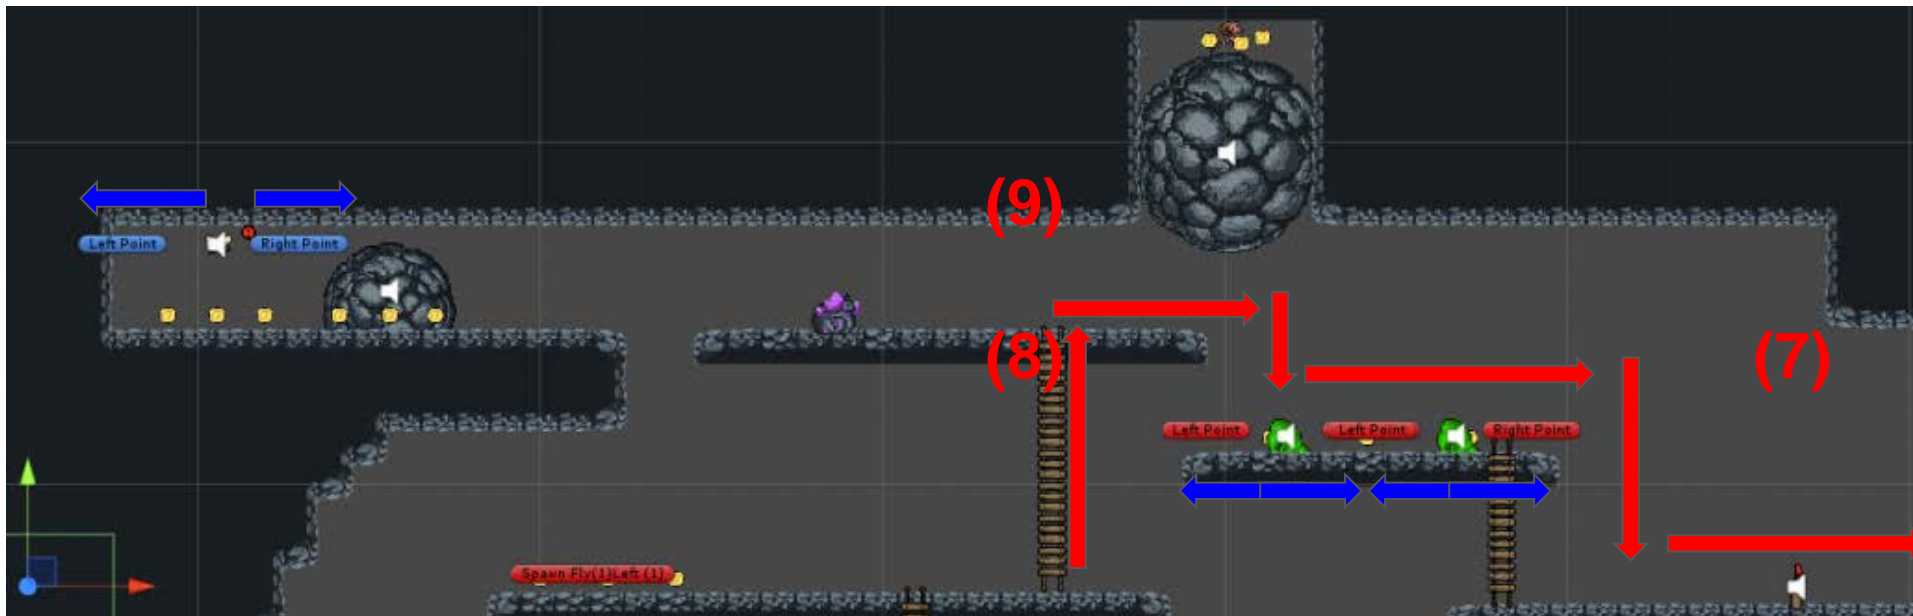 (9)
Left Point
Right Point
(8)
(7)
Left Point
Left Point
Right Point
Spawn Fly(1)Left (1)